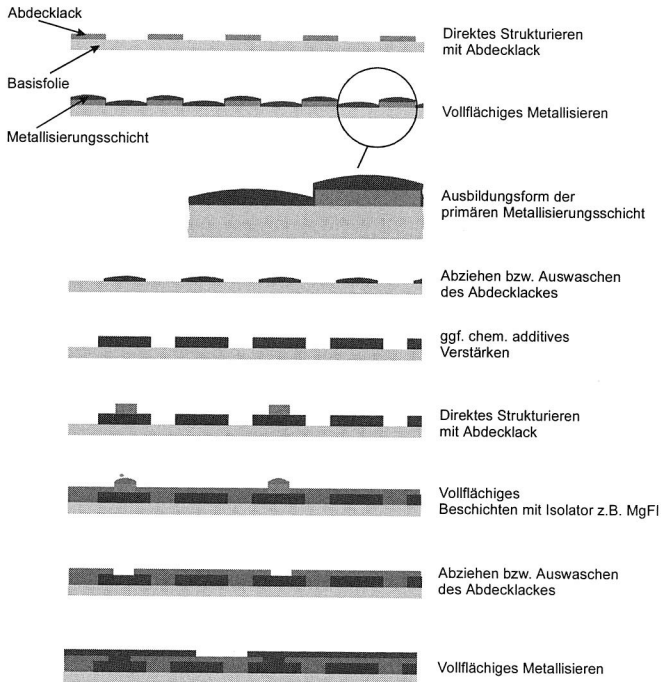 Abdecklack
Direktes Strukturieren
mit Abdecklack
Basisfolie
Vollflächiges Metallisieren
Metallisierungsschicht
Ausbildungsform der
primären Metallisierungsschicht
Abziehen bzw. Auswaschen
des Abdecklackes
ggf. chem. additives
Verstärken
Direktes Strukturieren
mit Abdecklack
Vollflächiges
Beschichten mit Isolator z.B. MgFl
Abziehen bzw. Auswaschen
des Abdecklackes
Vollflächiges Metallisieren